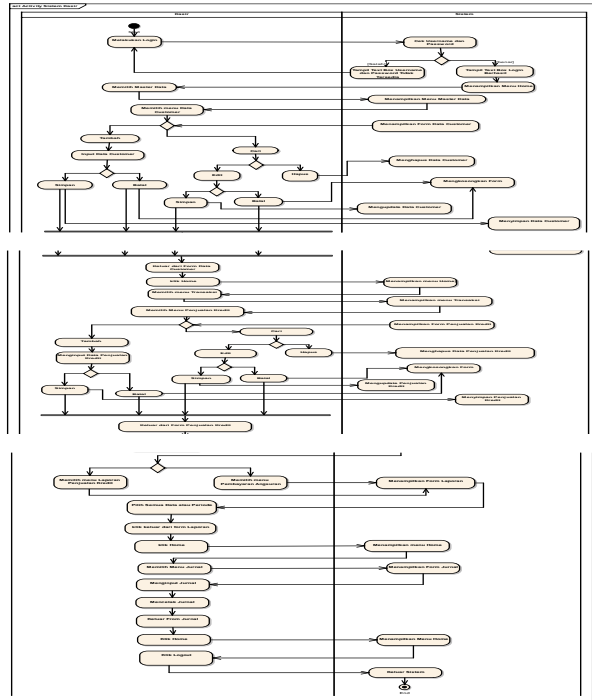 act Activity Sistem Dasar
User
Sistem
Melakukan Login
Cek Username dan
Password
[Salah]
[Benar]
Tampil Text Box Username
dan Password Tidak
Tersedia
Tampil Text Box Login
Berhasil
Menampilkan Menu Home
Memilih Master Data
Menampilkan Menu Master Data
Memilih menu Data
Customer
Menampilkan Form Data Customer
Tambah
Cari
Input Data Customer
Menghapus Data Customer
Edit
Hapus
Simpan
Batal
Mengkosongkan Form
Simpan
Batal
Mengupdate Data Customer
Menyimpan Data Customer
Keluar dari Form Data
Customer
klik Home
Menampilkan menu Home
Memilih menu Transaksi
Menampilkan menu Transaksi
Memilih Menu Penjualan Kredit
Menampilkan Form Penjualan Kredit
Cari
Tambah
Edit
Hapus
Menghapus Data Penjualan Kredit
Menginput Data Penjualan
Kredit
Mengkosongkan Form
Simpan
Batal
Mengupdate Penjualan
Kredit
Simpan
Batal
Menyimpan Penjualan
Kredit
Keluar dari Form Penjualan Kredit
Memilih menu Laporan
Penjualan Kredit
Memilih menu
Pembayaran Angsuran
Menampilkan Form Laporan
Pilih Semua Data atau Periode
klik keluar dari form Laporan
klik Home
Menampilkan menu Home
Memilih Menu Jurnal
Menampilkan Form Jurnal
Menginput Jurnal
Mencetak Jurnal
Keluar From Jurnal
Klik Home
Menampilkan Menu Home
Klik Logout
Keluar Sistem
End